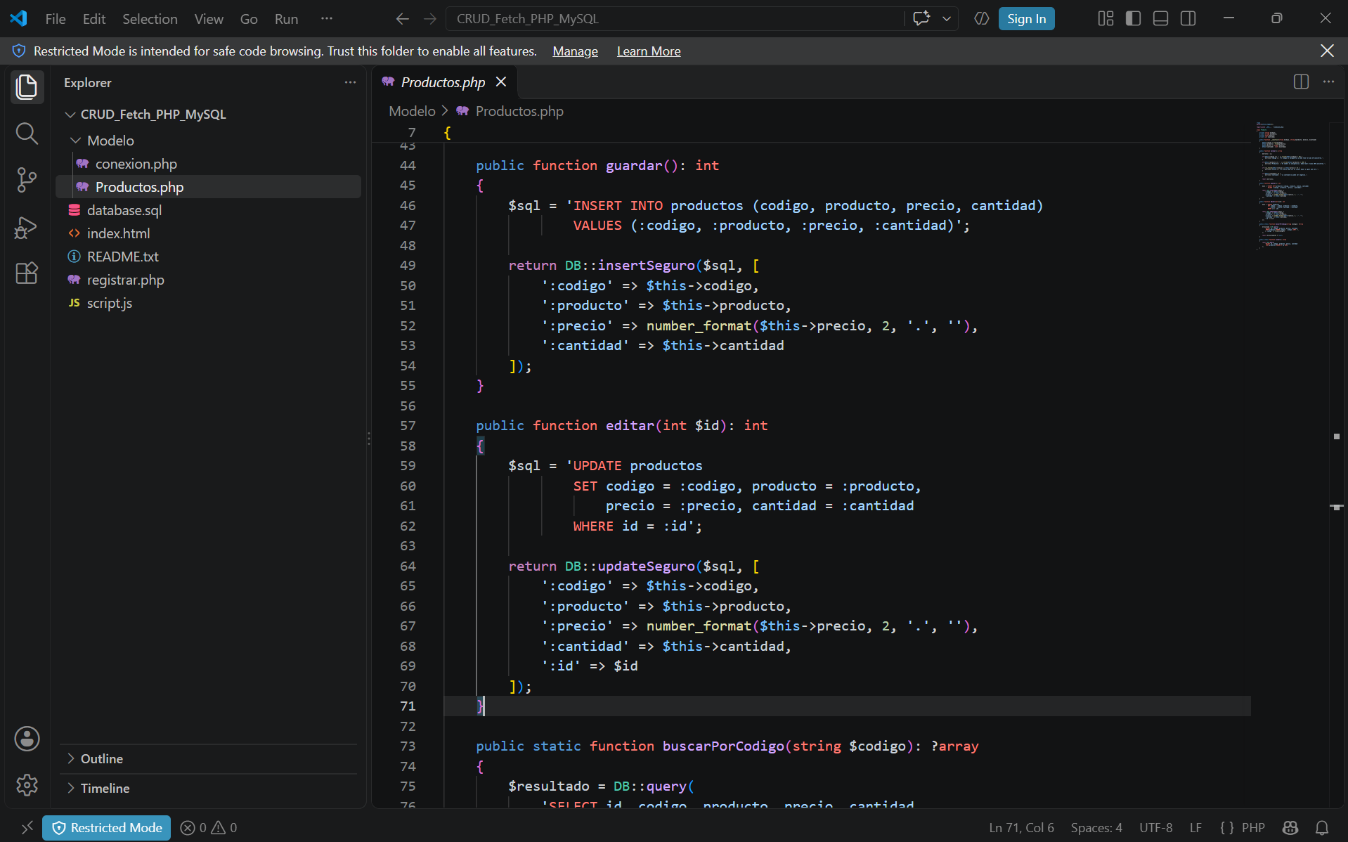 File Edit Selection View Go Run ··· CRUD_Fetch_PHP_MySQL Sign In
Restricted Mode is intended for safe code browsing. Trust this folder to enable all features. Manage Learn More
Explorer
CRUD_Fetch_PHP_MySQL
Modelo
conexion.php
Productos.php
database.sql
index.html
README.txt
registrar.php
JS script.js
Outline
Timeline
Productos.php
Modelo > Productos.php
7 {
43
44 public function guardar(): int
45 {
46 $sql = 'INSERT INTO productos (codigo, producto, precio, cantidad)
47 VALUES (:codigo, :producto, :precio, :cantidad)';
48
49 return DB::insertSeguro($sql, [
50 ':codigo' => $this->codigo,
51 ':producto' => $this->producto,
52 ':precio' => number_format($this->precio, 2, '.', ''),
53 ':cantidad' => $this->cantidad
54 ]);
55 }
56
57 public function editar(int $id): int
58 {
59 $sql = 'UPDATE productos
60 SET codigo = :codigo, producto = :producto,
61 precio = :precio, cantidad = :cantidad
62 WHERE id = :id';
63
64 return DB::updateSeguro($sql, [
65 ':codigo' => $this->codigo,
66 ':producto' => $this->producto,
67 ':precio' => number_format($this->precio, 2, '.', ''),
68 ':cantidad' => $this->cantidad,
69 ':id' => $id
70 ]);
71 }
72
73 public static function buscarPorCodigo(string $codigo): ?array
74 {
75 $resultado = DB::query(
76 'SELECT id, codigo, producto, precio, cantidad
Restricted Mode 0 0 Ln 71, Col 6 Spaces: 4 UTF-8 LF { } PHP